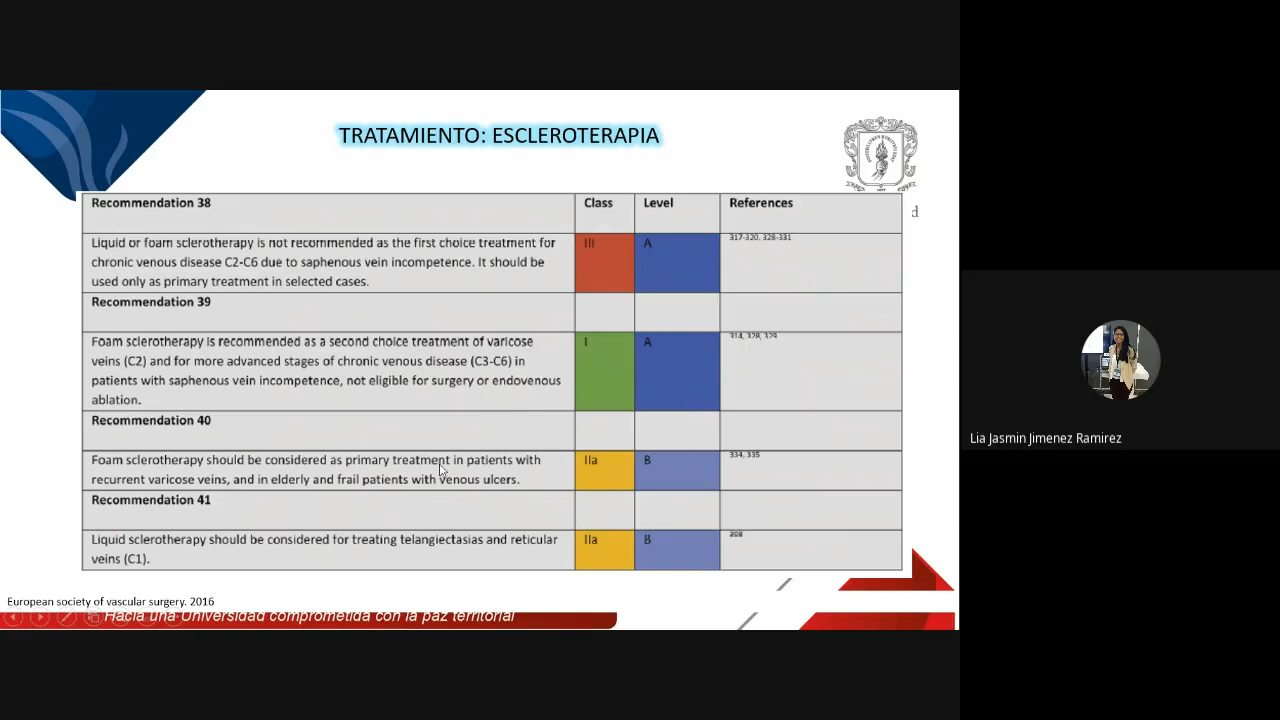 TRATAMIENTO: ESCLEROTERAPIA
d
Recommendation 38 Class Level References
Liquid or foam sclerotherapy is not recommended as the first choice treatment for III A 317-320, 328-331
chronic venous disease C2-C6 due to saphenous vein incompetence. It should be
used only as primary treatment in selected cases.
Recommendation 39
Foam sclerotherapy is recommended as a second choice treatment of varicose I A 314, 328, 329
veins (C2) and for more advanced stages of chronic venous disease (C3-C6) in
patients with saphenous vein incompetence, not eligible for surgery or endovenous
ablation.
Recommendation 40
Foam sclerotherapy should be considered as primary treatment in patients with IIa B 334, 335
recurrent varicose veins, and in elderly and frail patients with venous ulcers.
Recommendation 41
Liquid sclerotherapy should be considered for treating telangiectasias and reticular IIa B
veins (C1).
European society of vascular surgery. 2016
Hacia una Universidad comprometida con la paz territorial
Lia Jasmin Jimenez Ramirez